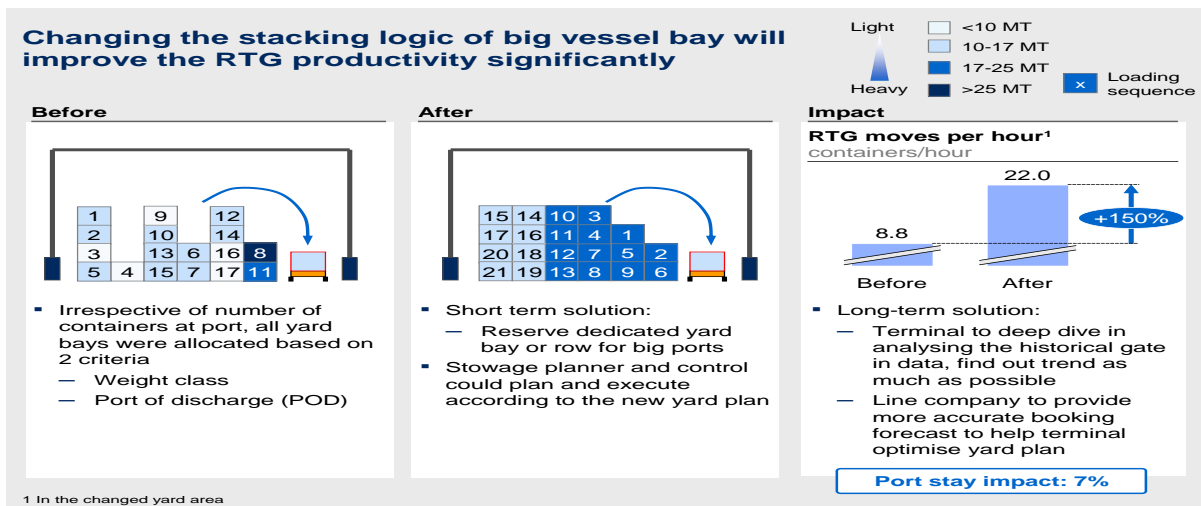 Changing the stacking logic of big vessel bay will
improve the RTG productivity significantly
Light
Heavy
<10 MT
10-17 MT
17-25 MT
>25 MT
x
Loading
sequence
Before
1 9 12
2 10 14
3 13 6 16 8
5 4 15 7 17 11
▪ Irrespective of number of
containers at port, all yard
bays were allocated based on
2 criteria
— Weight class
— Port of discharge (POD)
After
15 14 10 3
17 16 11 4 1
20 18 12 7 5 2
21 19 13 8 9 6
▪ Short term solution:
— Reserve dedicated yard
bay or row for big ports
▪ Stowage planner and control
could plan and execute
according to the new yard plan
Impact
RTG moves per hour¹
containers/hour
22.0
8.8
+150%
Before After
▪ Long-term solution:
— Terminal to deep dive in
analysing the historical gate
in data, find out trend as
much as possible
— Line company to provide
more accurate booking
forecast to help terminal
optimise yard plan
Port stay impact: 7%
1 In the changed yard area